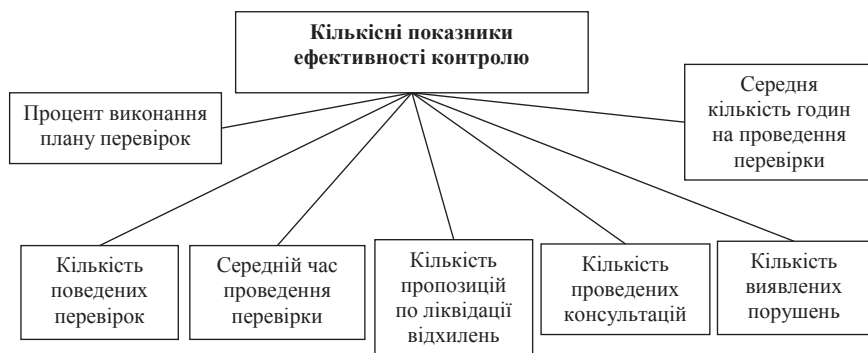 Кількісні показники
ефективності контролю
Процент виконання
плану перевірок
Середня
кількість годин
на проведення
перевірки
Кількість
поведених
перевірок
Середній час
проведення
перевірки
Кількість
пропозицій
по ліквідації
відхилень
Кількість
проведених
консультацій
Кількість
виявлених
порушень